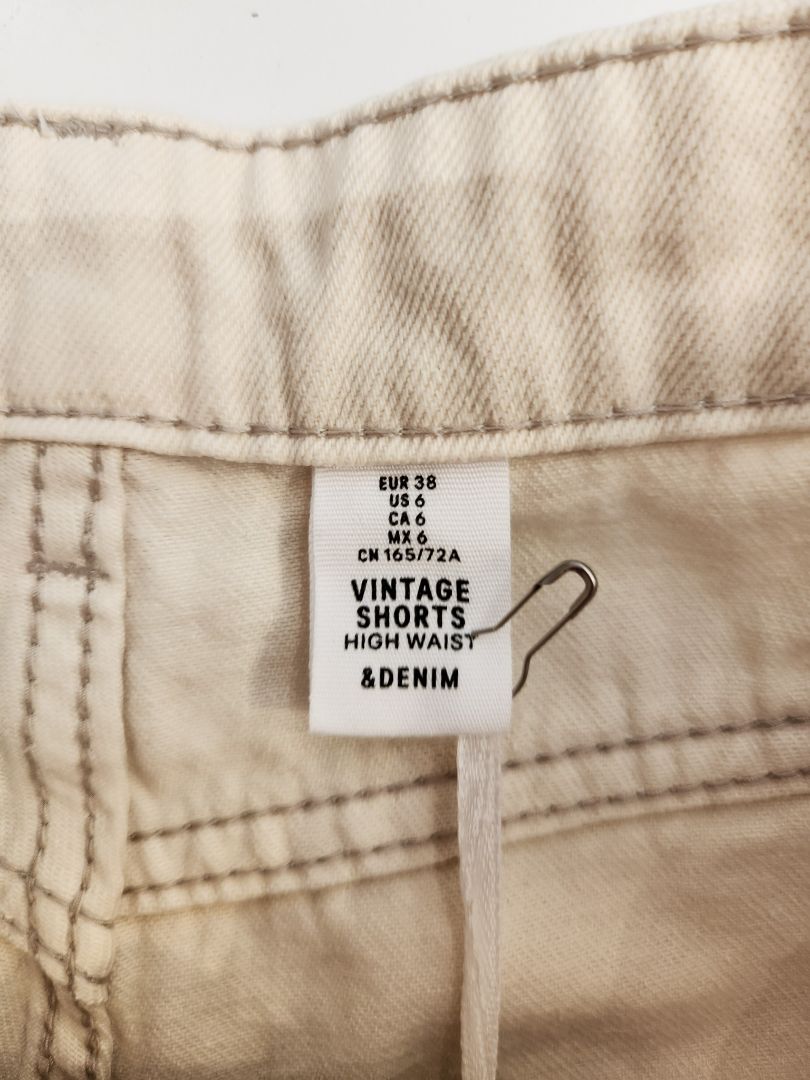 EUR 38
US 6
CA 6
MX 6
CN 165/72A
VINTAGE
SHORTS
HIGH WAIST
&DENIM